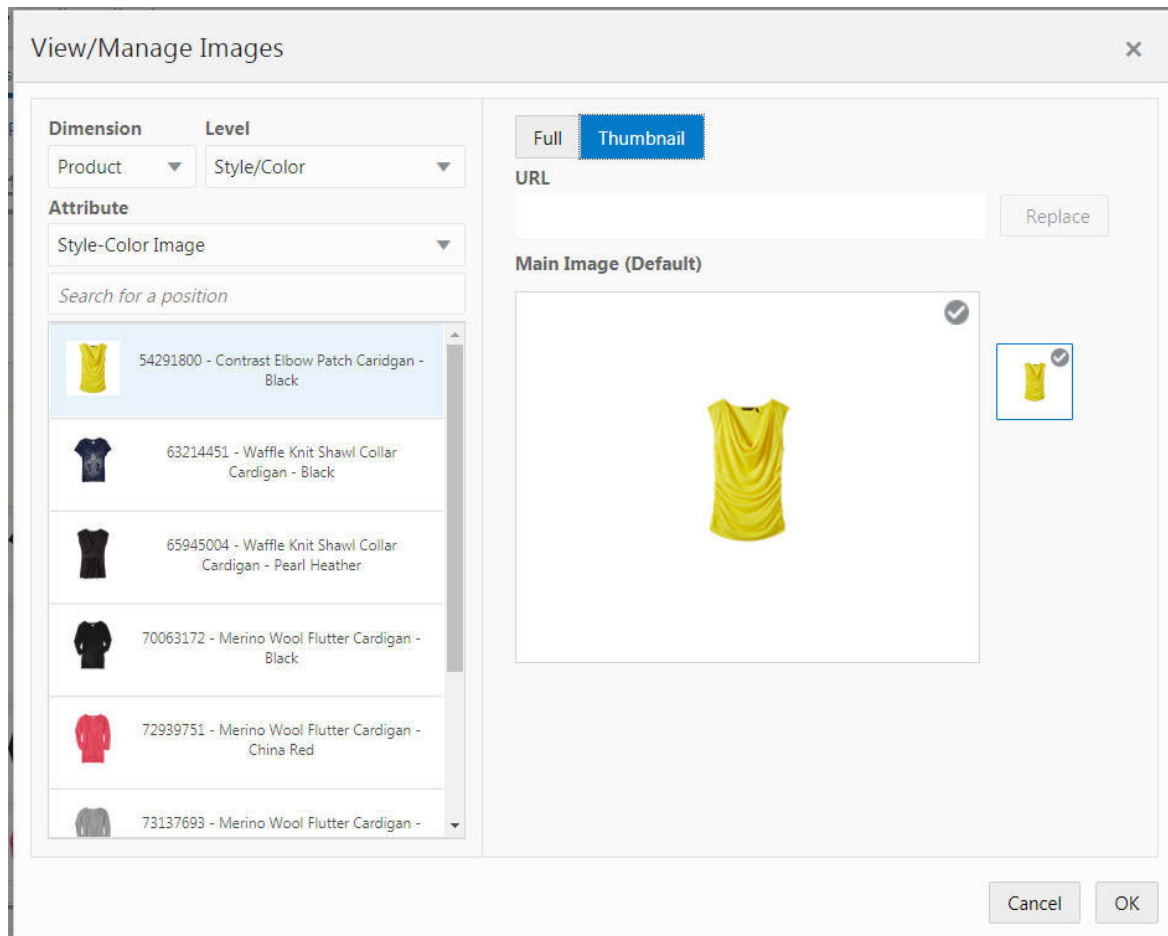 View/Manage Images
Dimension
Level
Product
Style/Color
Attribute
Style-Color Image
Search for a position
54291800 - Contrast Elbow Patch Caridgan -
Black
63214451 - Waffle Knit Shawl Collar
Cardigan - Black
65945004 - Waffle Knit Shawl Collar
Cardigan - Pearl Heather
70063172 - Merino Wool Flutter Cardigan -
Black
72939751 - Merino Wool Flutter Cardigan -
China Red
73137693 - Merino Wool Flutter Cardigan -
Full
Thumbnail
URL
Replace
Main Image (Default)
Cancel
OK